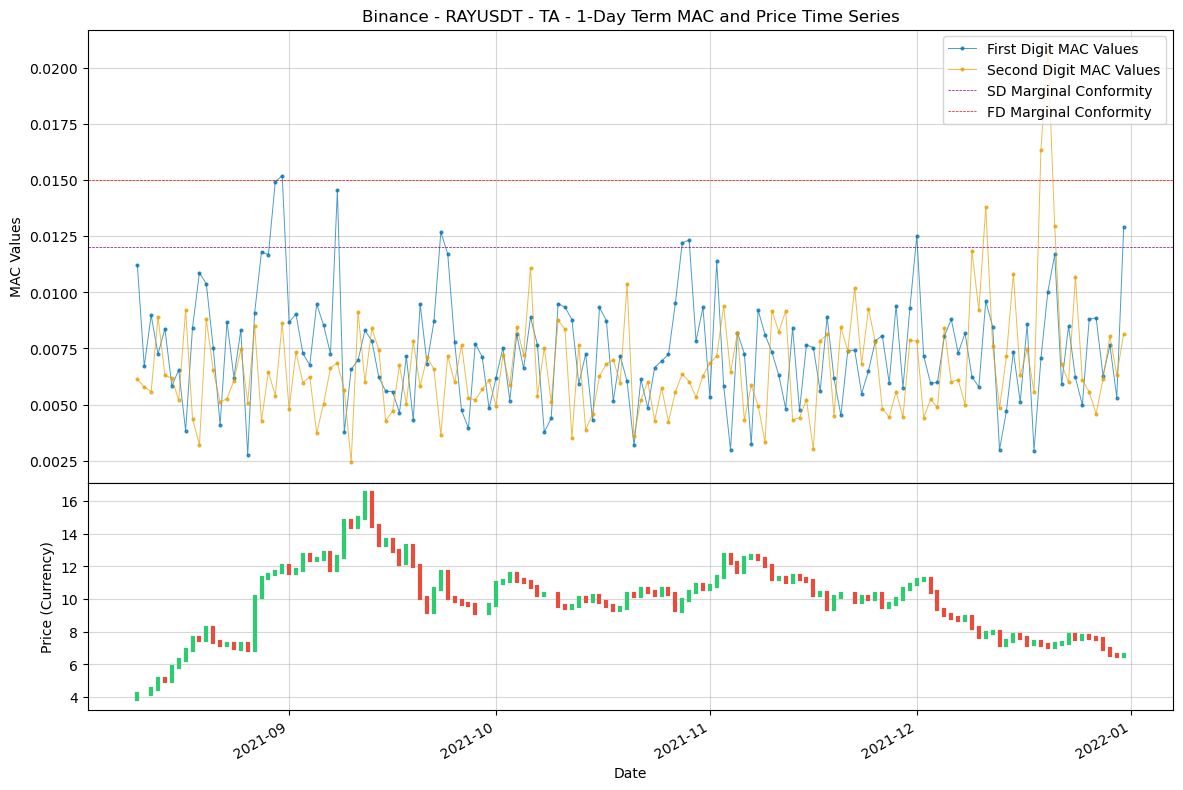 Binance - RAYUSDT - TA - 1-Day Term MAC and Price Time Series
First Digit MAC Values
Second Digit MAC Values
SD Marginal Conformity
FD Marginal Conformity
MAC Values
0.0200
0.0175
0.0150
0.0125
0.0100
0.0075
0.0050
0.0025
Price (Currency)
16
14
12
10
8
6
4
2021-09
2021-10
2021-11
2021-12
2022-01
Date